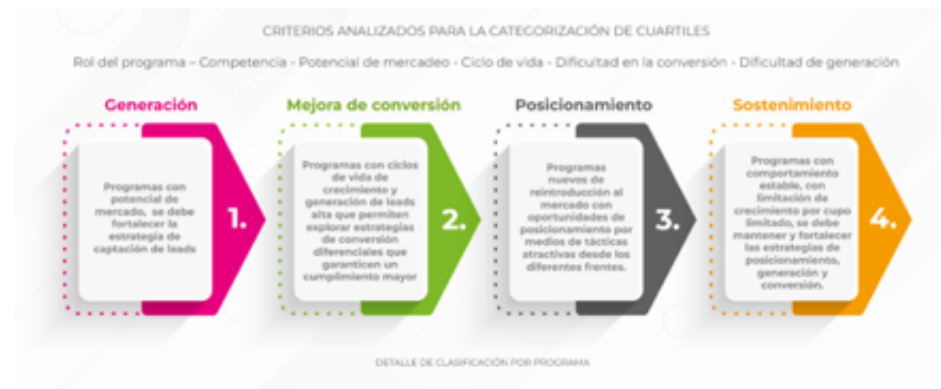 CRITERIOS ANALIZADOS PARA LA CATEGORIZACIÓN DE CUARTILES
Rol del programa – Competencia - Potencial de mercadeo - Ciclo de vida - Dificultad en la conversión - Dificultad de generación
Generación
Programas con
potencial de
mercado, se debe
fortalecer la
estrategia de
captación de leads
1.
Mejora de conversión
Programas con ciclos
de vida de
crecimiento y
generación de leads
alta que permiten
explorar estrategias
de conversión
diferenciales que
garanticen un
cumplimiento mayor
2.
Posicionamiento
Programas
nuevos de
reintroducción al
mercado con
oportunidades de
posicionamiento por
medios de tácticas
atractivas desde los
diferentes frentes.
3.
Sostenimiento
Programas con
comportamiento
estable, con
limitación de
crecimiento por cupo
limitado, se debe
mantener y fortalecer
las estrategias de
posicionamiento,
generación y
conversión.
4.
DETALLE DE CLASIFICACIÓN POR PROGRAMA